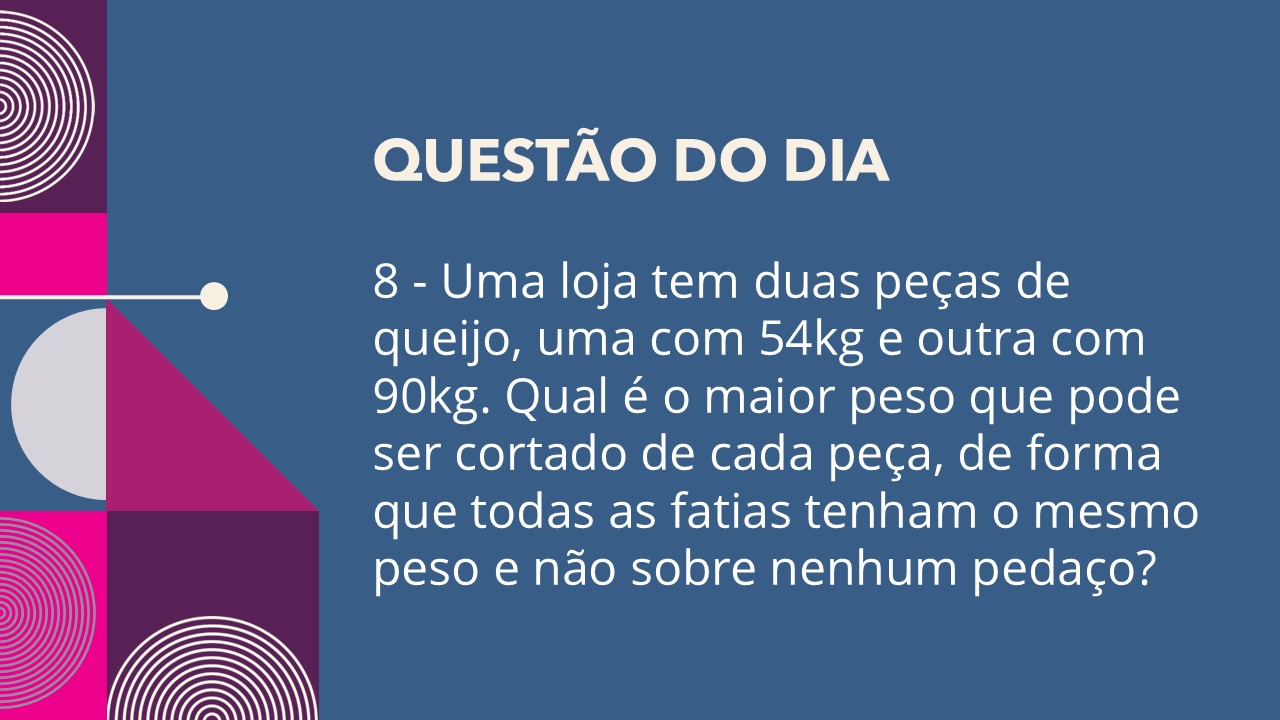 QUESTÃO DO DIA
8 - Uma loja tem duas peças de
queijo, uma com 54kg e outra com
90kg. Qual é o maior peso que pode
ser cortado de cada peça, de forma
que todas as fatias tenham o mesmo
peso e não sobre nenhum pedaço?